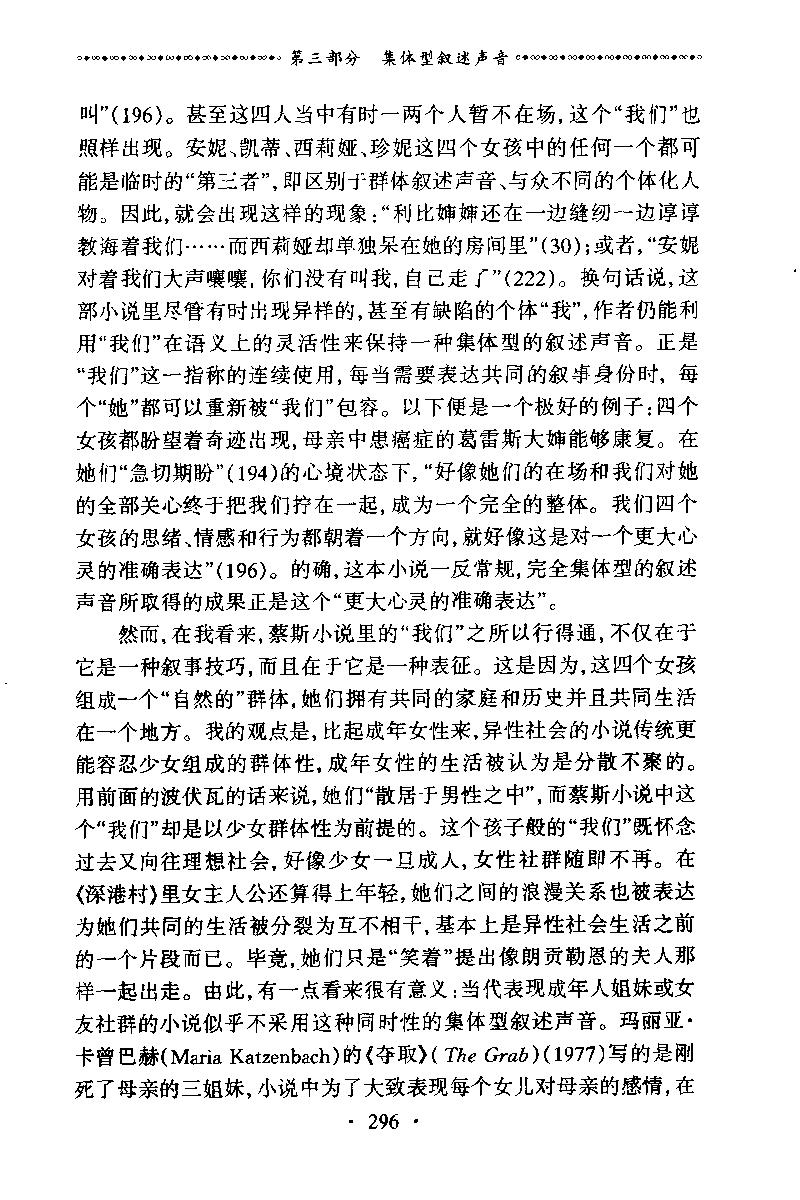 第三部分 集体型叙述声音
叫”(196)。甚至这四人当中有时一两个人暂不在场,这个“我们”也
照样出现。安妮、凯蒂、西莉娅、珍妮这四个女孩中的任何一个都可
能是临时的“第三者”,即区别于群体叙述声音、与众不同的个体化人
物。因此,就会出现这样的现象:“利比婶婶还在一边缝纫一边谆谆
教诲着我们……而西莉娅却单独呆在她的房间里”(30);或者,“安妮
对着我们大声嚷嚷,你们没有叫我,自己走了”(222)。换句话说,这
部小说里尽管有时出现异样的,甚至有缺陷的个体“我”,作者仍能利
用“我们”在语义上的灵活性来保持一种集体型的叙述声音。正是
“我们”这一指称的连续使用,每当需要表达共同的叙事身份时,每
个“她”都可以重新被“我们”包容。以下便是一个极好的例子:四个
女孩都盼望着奇迹出现,母亲中患癌症的葛雷斯大婶能够康复。在
她们“急切期盼”(194)的心境状态下,“好像她们的在场和我们对她
的全部关心终于把我们拧在一起,成为一个完全的整体。我们四个
女孩的思绪、情感和行为都朝着一个方向,就好像这是对一个更大心
灵的准确表达”(196)。的确,这本小说一反常规,完全集体型的叙述
声音所取得的成果正是这个“更大心灵的准确表达”。
然而,在我看来,蔡斯小说里的“我们”之所以行得通,不仅在于
它是一种叙事技巧,而且在于它是一种表征。这是因为,这四个女孩
组成一个“自然的”群体,她们拥有共同的家庭和历史并且共同生活
在一个地方。我的观点是,比起成年女性来,异性社会的小说传统更
能容忍少女组成的群体性,成年女性的生活被认为是分散不聚的。
用前面的波伏瓦的话来说,她们“散居于男性之中”,而蔡斯小说中这
个“我们”却是以少女群体性为前提的。这个孩子般的“我们”既怀念
过去又向往理想社会,好像少女一旦成人,女性社群随即不再。在
《深港村》里女主人公还算得上年轻,她们之间的浪漫关系也被表达
为她们共同的生活被分裂为互不相干,基本上是异性社会生活之前
的一个片段而已。毕竟,她们只是“笑着”提出像朗贡勒恩的夫人那
样一起出走。由此,有一点看来很有意义:当代表现成年人姐妹或女
友社群的小说似乎不采用这种同时性的集体型叙述声音。玛丽亚·
卡曾巴赫(Maria Katzenbach)的《夺取》(The Grab)(1977)写的是刚
死了母亲的三姐妹,小说中为了大致表现每个女儿对母亲的感情,在
· 296 ·